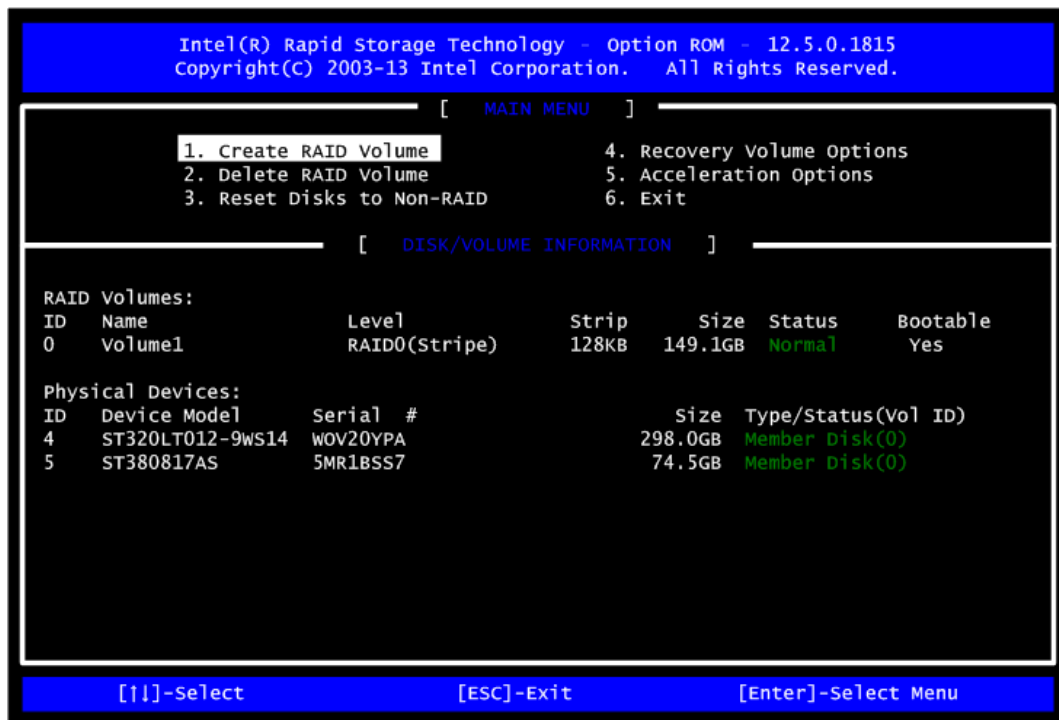 Intel(R) Rapid Storage Technology - Option ROM - 12.5.0.1815
Copyright(C) 2003-13 Intel Corporation. All Rights Reserved.
[ MAIN MENU ]
1. Create RAID Volume 4. Recovery Volume Options
2. Delete RAID Volume 5. Acceleration Options
3. Reset Disks to Non-RAID 6. Exit
[ DISK/VOLUME INFORMATION ]
RAID Volumes:
ID Name Level Strip Size Status Bootable
0 Volume1 RAID0(Stripe) 128KB 149.1GB Normal Yes
Physical Devices:
ID Device Model Serial # Size Type/Status(Vol ID)
4 ST320LT012-9WS14 WOV20YPA 298.0GB Member Disk(0)
5 ST380817AS 5MR1BSS7 74.5GB Member Disk(0)
[↑↓]-Select [ESC]-Exit [Enter]-Select Menu